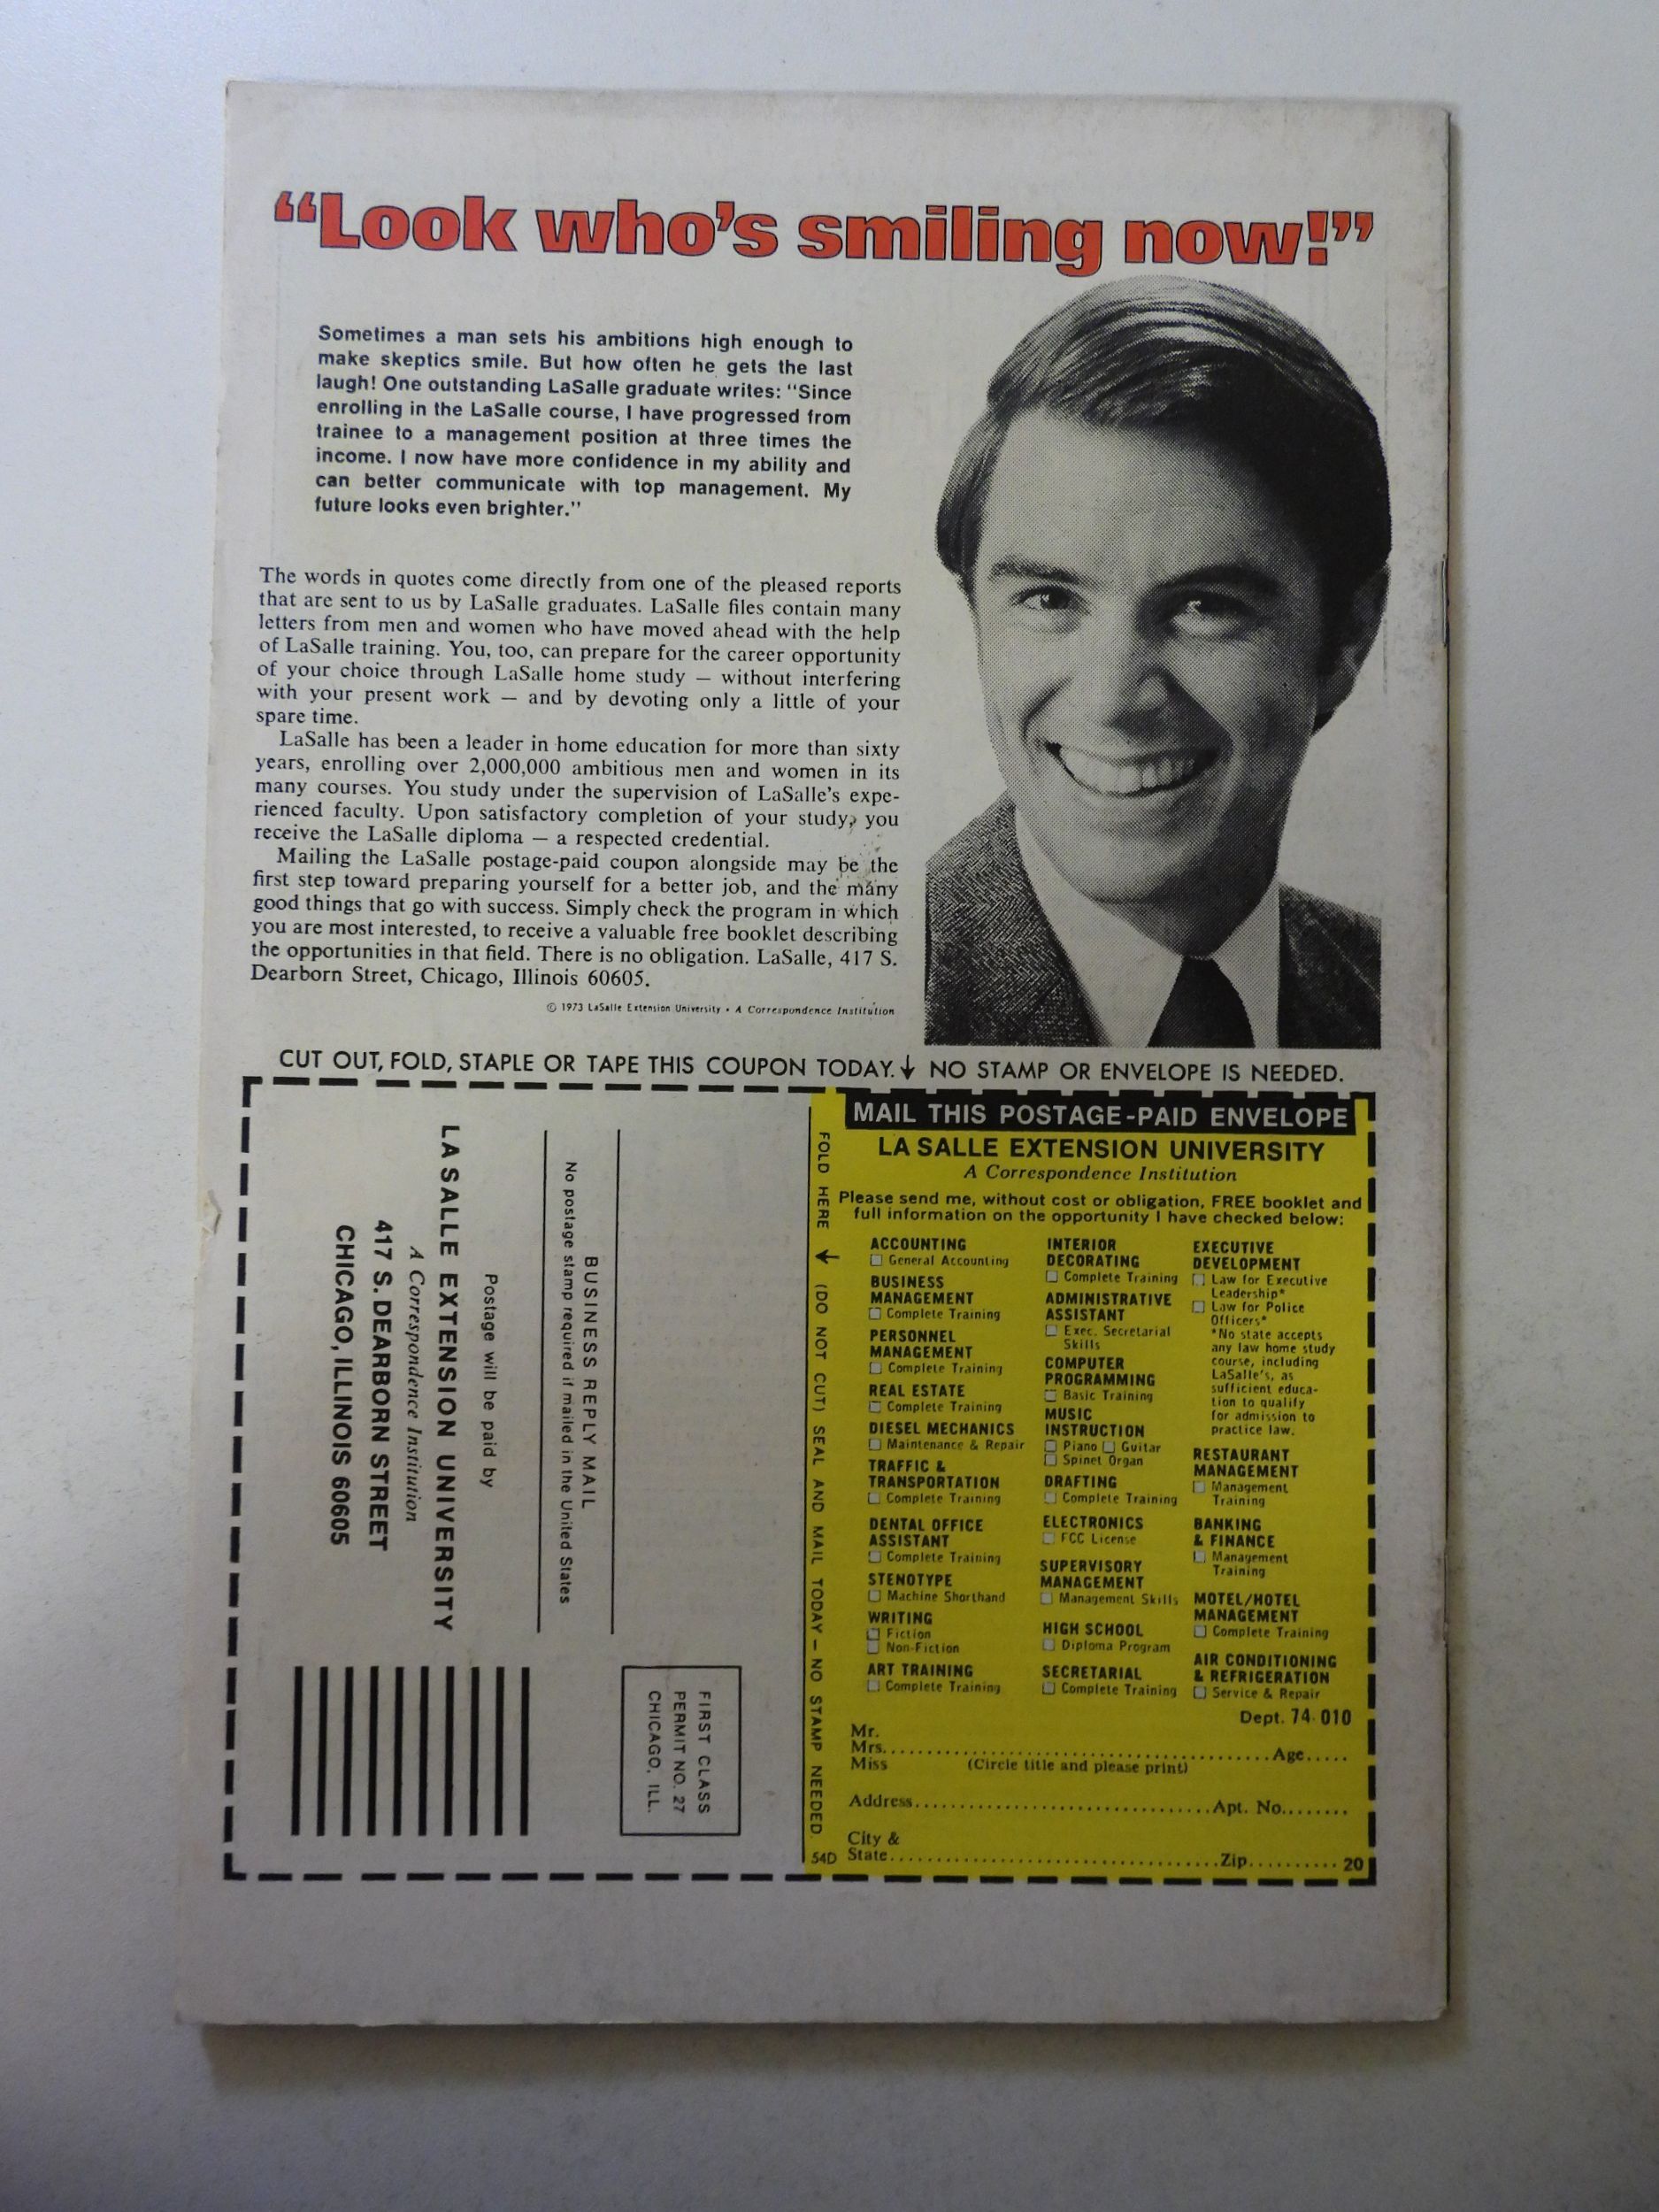 “Look who’s smiling now!”
Sometimes a man sets his ambitions high enough to
make skeptics smile. But how often he gets the last
laugh! One outstanding LaSalle graduate writes: “Since
enrolling in the LaSalle course, I have progressed from
trainee to a management position at three times the
income. I now have more confidence in my ability and
can better communicate with top management. My
future looks even brighter.”
The words in quotes come directly from one of the pleased reports
that are sent to us by LaSalle graduates. LaSalle files contain many
letters from men and women who have moved ahead with the help
of LaSalle training. You, too, can prepare for the career opportunity
of your choice through LaSalle home study — without interfering
with your present work — and by devoting only a little of your
spare time.
LaSalle has been a leader in home education for more than sixty
years, enrolling over 2,000,000 ambitious men and women in its
many courses. You study under the supervision of LaSalle's expe-
rienced faculty. Upon satisfactory completion of your study, you
receive the LaSalle diploma — a respected credential.
Mailing the LaSalle postage-paid coupon alongside may be the
first step toward preparing yourself for a better job, and the many
good things that go with success. Simply check the program in which
you are most interested, to receive a valuable free booklet describing
the opportunities in that field. There is no obligation. LaSalle, 417 S.
Dearborn Street, Chicago, Illinois 60605.
© 1973 LaSalle Extension University • A Correspondence Institution
CUT OUT, FOLD, STAPLE OR TAPE THIS COUPON TODAY.↓ NO STAMP OR ENVELOPE IS NEEDED.
FIRST CLASS
PERMIT NO. 27
CHICAGO, ILL.
BUSINESS REPLY MAIL
No postage stamp required if mailed in the United States
Postage will be paid by
LA SALLE EXTENSION UNIVERSITY
A Correspondence Institution
417 S. DEARBORN STREET
CHICAGO, ILLINOIS 60605
FOLD HERE → (DO NOT CUT) SEAL AND MAIL TODAY — NO STAMP NEEDED
54D
MAIL THIS POSTAGE-PAID ENVELOPE
LA SALLE EXTENSION UNIVERSITY
A Correspondence Institution
Please send me, without cost or obligation, FREE booklet and
full information on the opportunity I have checked below:
ACCOUNTING
☐ General Accounting
BUSINESS
MANAGEMENT
☐ Complete Training
PERSONNEL
MANAGEMENT
☐ Complete Training
REAL ESTATE
☐ Complete Training
DIESEL MECHANICS
☐ Maintenance & Repair
TRAFFIC &
TRANSPORTATION
☐ Complete Training
DENTAL OFFICE
ASSISTANT
☐ Complete Training
STENOTYPE
☐ Machine Shorthand
WRITING
☐ Fiction
☐ Non-Fiction
ART TRAINING
☐ Complete Training
INTERIOR
DECORATING
☐ Complete Training
ADMINISTRATIVE
ASSISTANT
☐ Exec. Secretarial
Skills
COMPUTER
PROGRAMMING
☐ Basic Training
MUSIC
INSTRUCTION
☐ Piano ☐ Guitar
☐ Spinet Organ
DRAFTING
☐ Complete Training
ELECTRONICS
☐ FCC License
SUPERVISORY
MANAGEMENT
☐ Management Skills
HIGH SCHOOL
☐ Diploma Program
SECRETARIAL
☐ Complete Training
EXECUTIVE
DEVELOPMENT
☐ Law for Executive
Leadership*
☐ Law for Police
Officers*
*No state accepts
any law home study
course, including
LaSalle's, as
sufficient educa-
tion to qualify
for admission to
practice law.
RESTAURANT
MANAGEMENT
☐ Management
Training
BANKING
& FINANCE
☐ Management
Training
MOTEL/HOTEL
MANAGEMENT
☐ Complete Training
AIR CONDITIONING
& REFRIGERATION
☐ Service & Repair
Dept. 74-010
Mr.
Mrs. ........ Age.....
Miss (Circle title and please print)
Address ........ Apt. No........
City &
State ........ Zip.......... 20